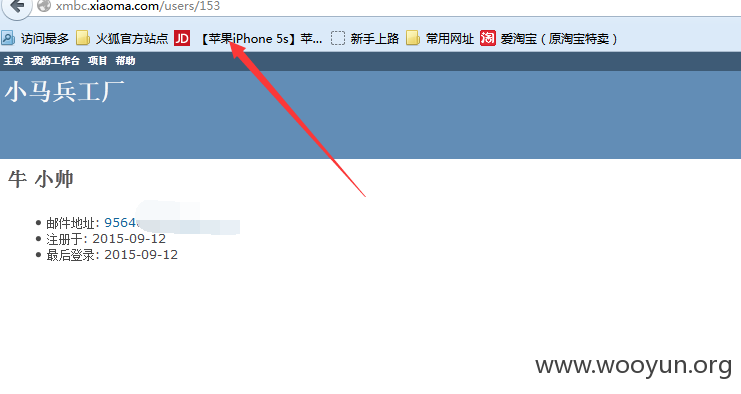 xmbc.xiaoma.com/users/153
访问最多 火狐官方站点 JD 【苹果iPhone 5s】苹... 新手上路 常用网址 淘 爱淘宝（原淘宝特卖）
主页 我的工作台 项目 帮助
小马兵工厂
牛 小帅
邮件地址: 9564
注册于: 2015-09-12
最后登录: 2015-09-12
www.wooyun.org